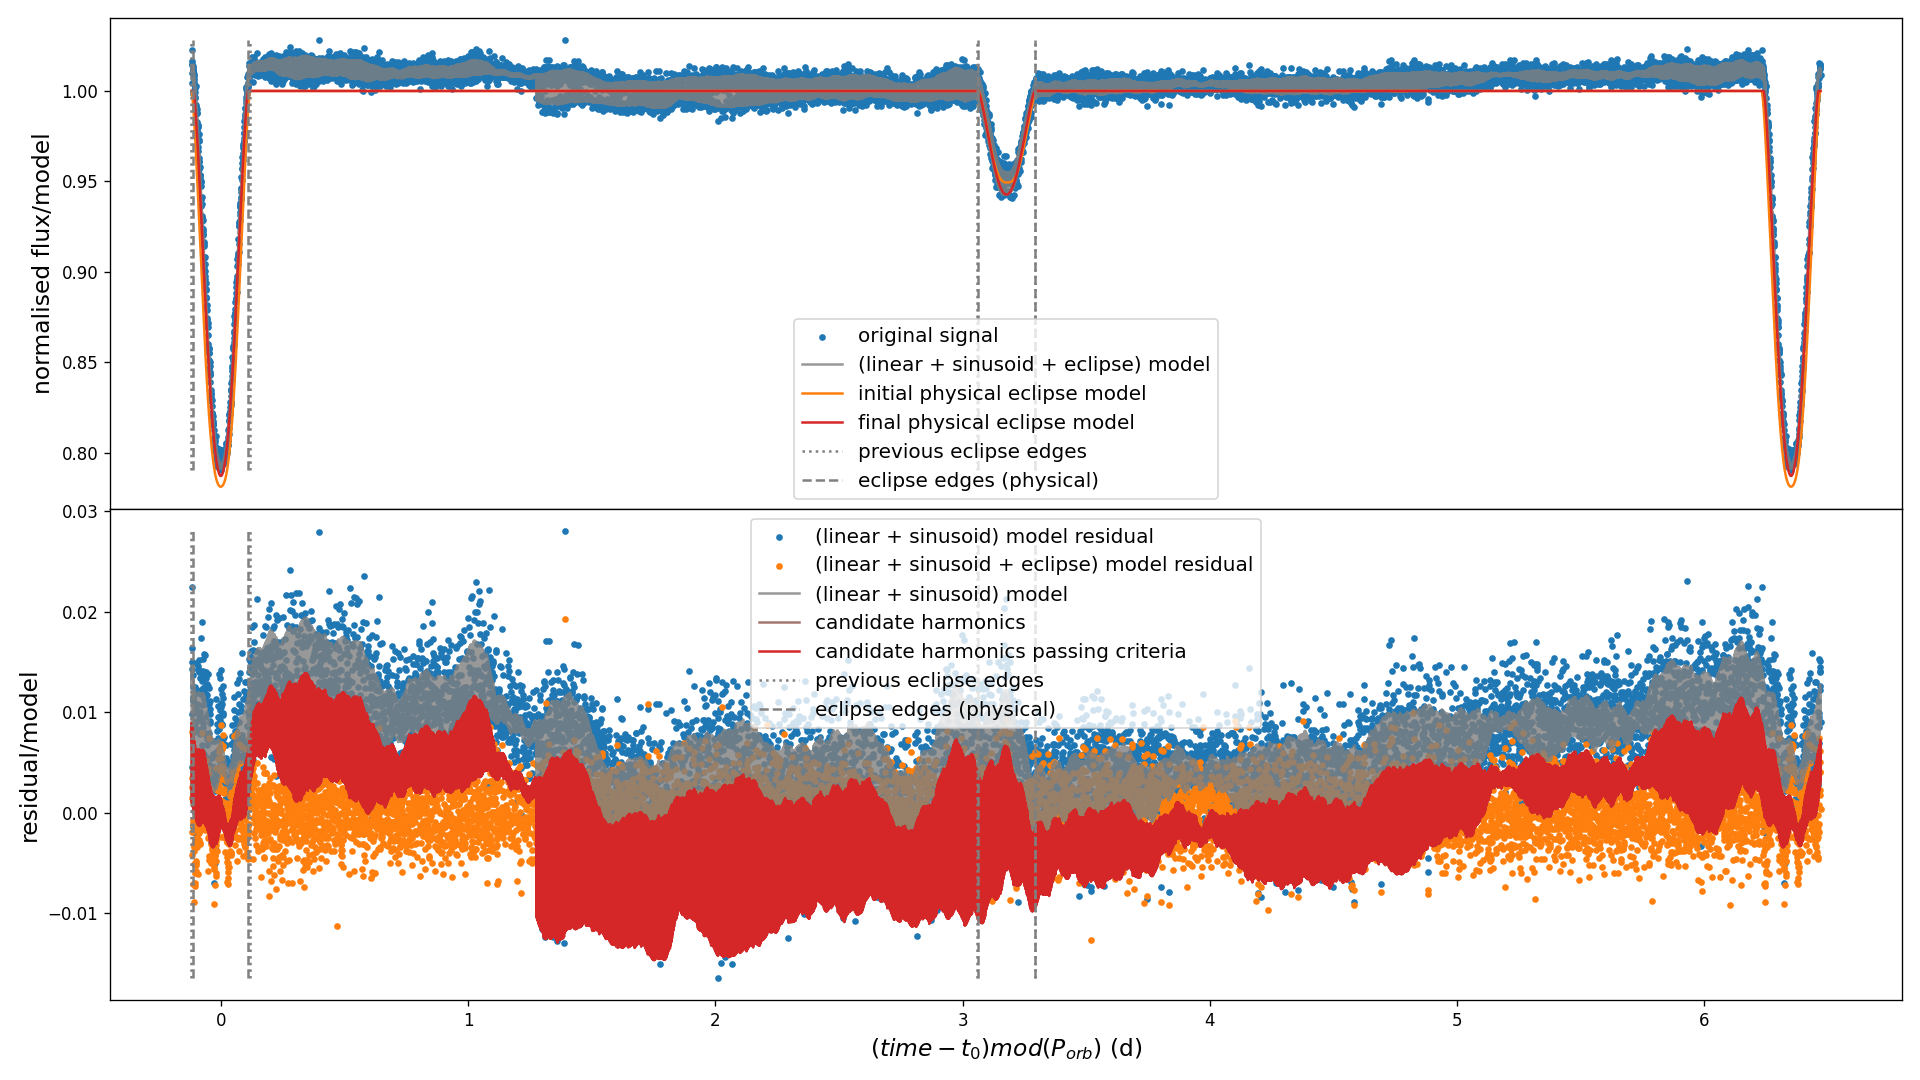 normalised flux/model
1.00
0.95
0.90
0.85
0.80
original signal
(linear + sinusoid + eclipse) model
initial physical eclipse model
final physical eclipse model
previous eclipse edges
eclipse edges (physical)
residual/model
0.03
0.02
0.01
0.00
−0.01
(linear + sinusoid) model residual
(linear + sinusoid + eclipse) model residual
(linear + sinusoid) model
candidate harmonics
candidate harmonics passing criteria
previous eclipse edges
eclipse edges (physical)
0 1 2 3 4 5 6
(time − t₀)mod(P_orb) (d)